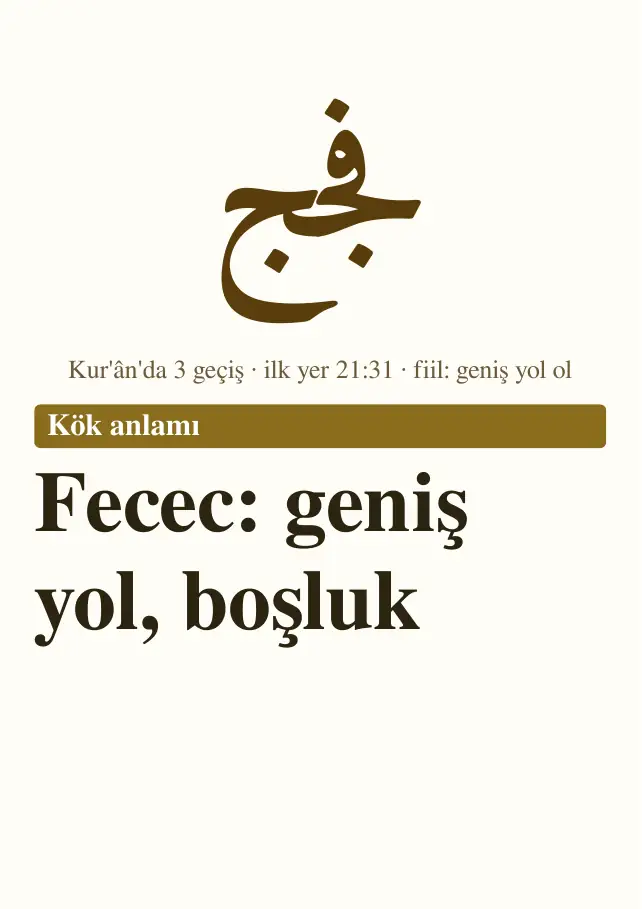 فجج
Kur'ân'da 3 geçiş · ilk yer 21:31 · fiil: geniş yol ol
Kök anlamı
Fecec: geniş
yol, boşluk